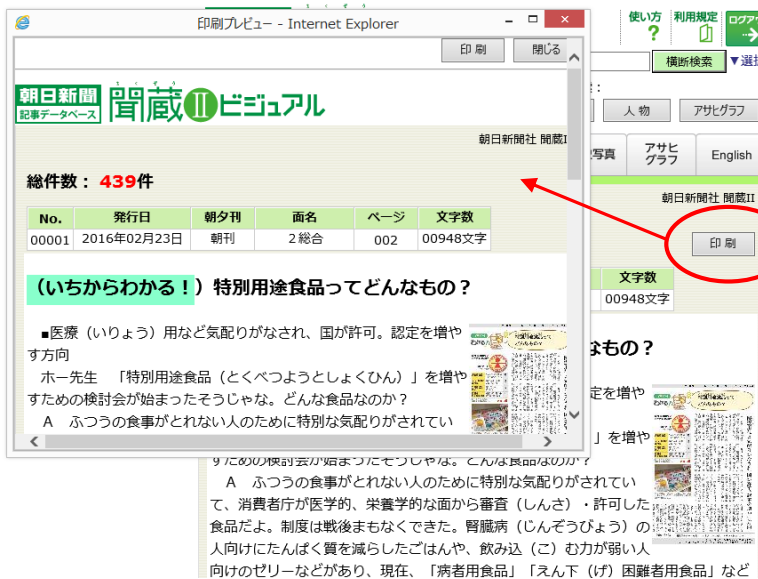 印刷プレビュー - Internet Explorer
印刷
閉じる
朝日新聞
記事データベース
聞蔵Ⅱビジュアル
朝日新聞社 聞蔵I
総件数： 439件
No. 発行日 朝夕刊 面名 ページ 文字数
00001 2016年02月23日 朝刊 2総合 002 00948文字
（いちからわかる！）特別用途食品ってどんなもの？
■医療（いりょう）用など気配りがなされ、国が許可。認定を増や
す方向
ホー先生　「特別用途食品（とくべつようとしょくひん）」を増や
すための検討会が始まったそうじゃな。どんな食品なのか？
A　ふつうの食事がとれない人のために特別な気配りがされてい
使い方
?
利用規定
ログア
横断検索
▼選択
人物
アサヒグラフ
写真
アサヒ
グラフ
English
朝日新聞社 聞蔵II
印刷
文字数
00948文字
なもの？
定を増や
」を増や
すための検討会が始まったそうじゃな。どんな食品なのか？
A　ふつうの食事がとれない人のために特別な気配りがされてい
て、消費者庁が医学的、栄養学的な面から審査（しんさ）・許可した
食品だよ。制度は戦後まもなくできた。腎臓病（じんぞうびょう）の
人向けにたんぱく質を減らしたごはんや、飲み込（こ）む力が弱い人
向けのゼリーなどがあり、現在、「病者用食品」「えん下（げ）困難者用食品」など